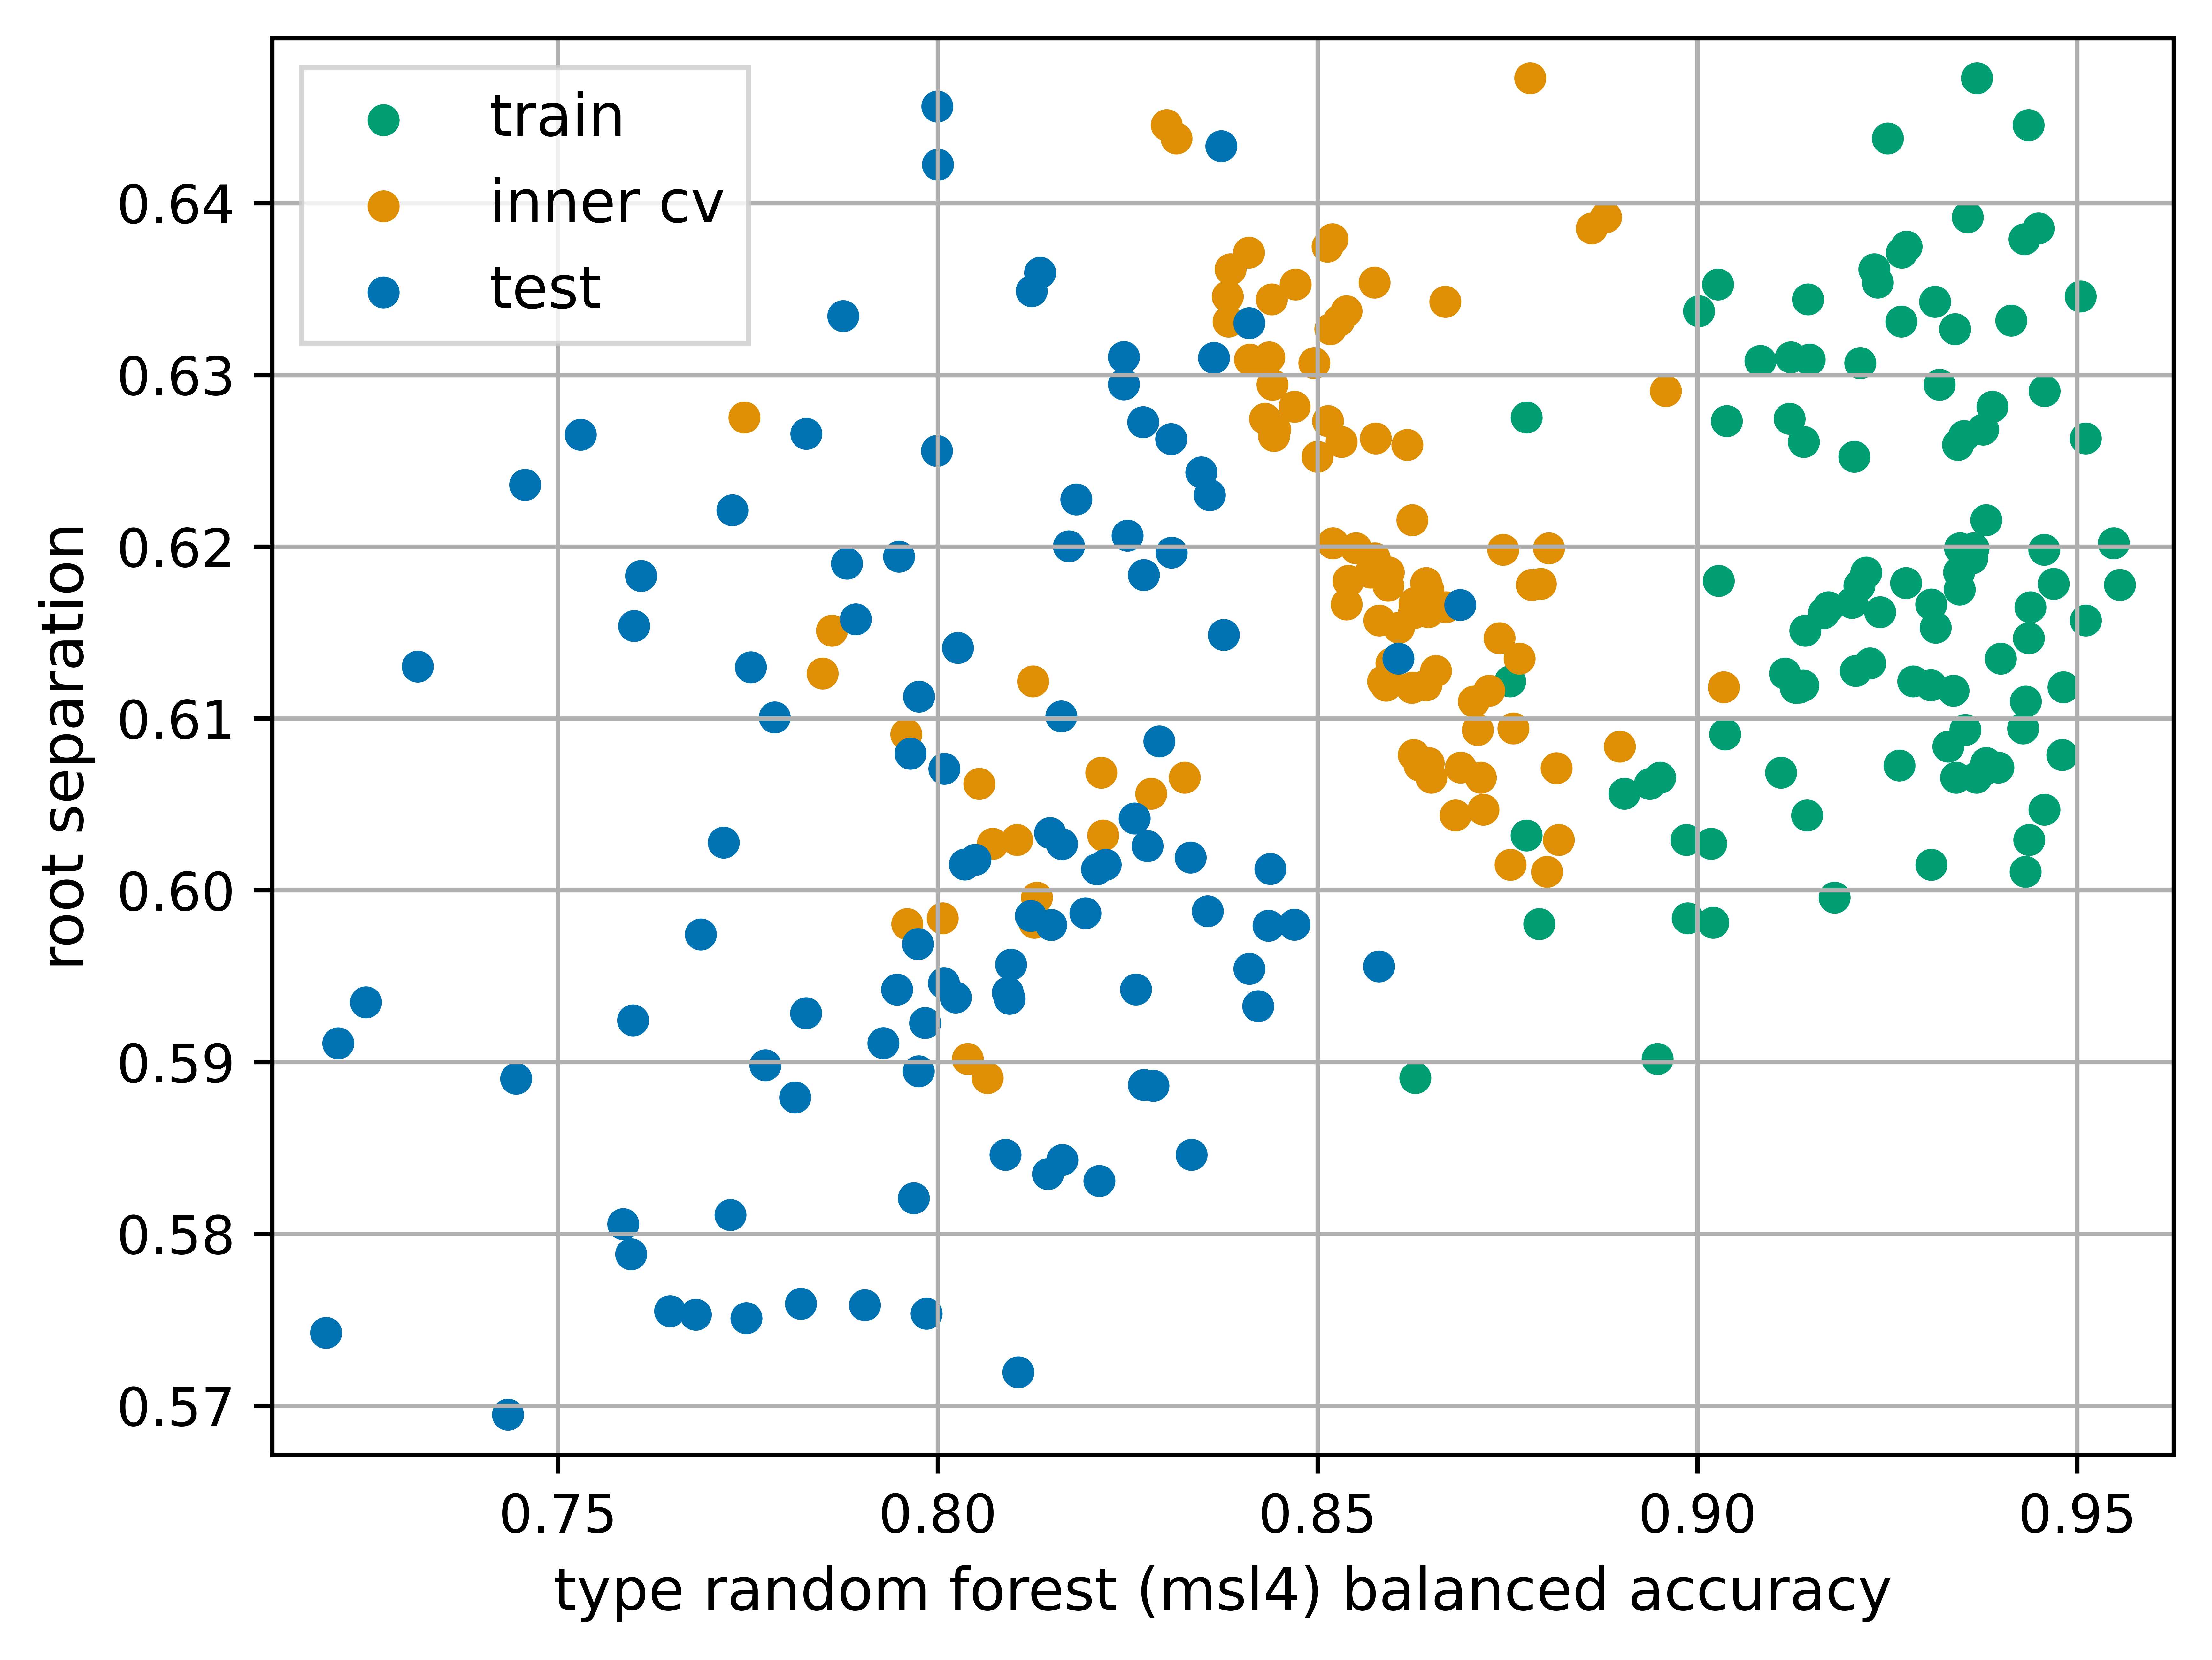 train
inner cv
test
root separation
0.64
0.63
0.62
0.61
0.60
0.59
0.58
0.57
0.75 0.80 0.85 0.90 0.95
type random forest (msl4) balanced accuracy